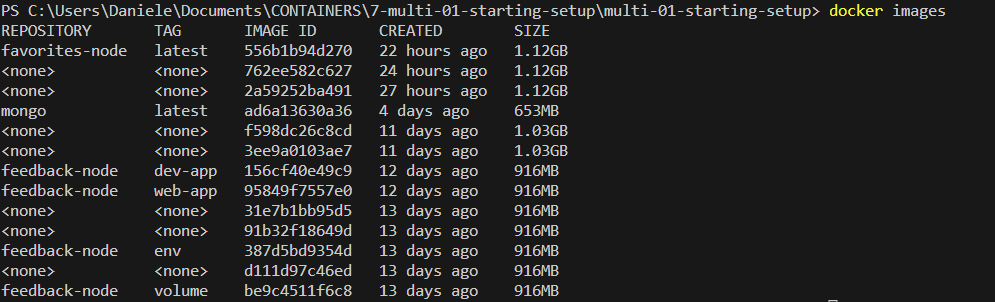 PS C:\Users\Daniele\Documents\CONTAINERS\7-multi-01-starting-setup\multi-01-starting-setup> docker images
REPOSITORY TAG IMAGE ID CREATED SIZE
favorites-node latest 556b1b94d270 22 hours ago 1.12GB
<none> <none> 762ee582c627 24 hours ago 1.12GB
<none> <none> 2a59252ba491 27 hours ago 1.12GB
mongo latest ad6a13630a36 4 days ago 653MB
<none> <none> f598dc26c8cd 11 days ago 1.03GB
<none> <none> 3ee9a0103ae7 11 days ago 1.03GB
feedback-node dev-app 156cf40e49c9 12 days ago 916MB
feedback-node web-app 95849f7557e0 12 days ago 916MB
<none> <none> 31e7b1bb95d5 13 days ago 916MB
<none> <none> 91b32f18649d 13 days ago 916MB
feedback-node env 387d5bd9354d 13 days ago 916MB
<none> <none> d111d97c46ed 13 days ago 916MB
feedback-node volume be9c4511f6c8 13 days ago 916MB